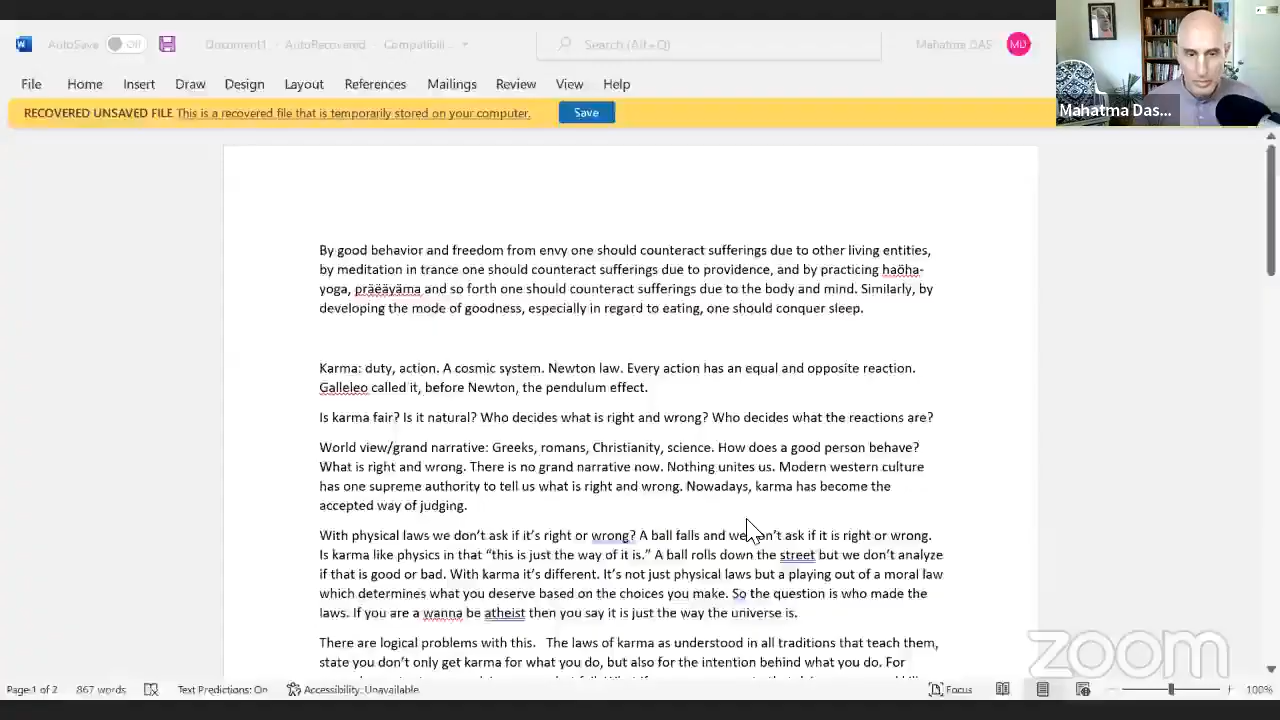 AutoSave Off Document1 - AutoRecovered - Compatibili... Search (Alt+Q) Mahatma DAS MD
File Home Insert Draw Design Layout References Mailings Review View Help
RECOVERED UNSAVED FILE This is a recovered file that is temporarily stored on your computer. Save
Mahatma Das...
By good behavior and freedom from envy one should counteract sufferings due to other living entities,
by meditation in trance one should counteract sufferings due to providence, and by practicing haöha-
yoga, präëäyäma and so forth one should counteract sufferings due to the body and mind. Similarly, by
developing the mode of goodness, especially in regard to eating, one should conquer sleep.
Karma: duty, action. A cosmic system. Newton law. Every action has an equal and opposite reaction.
Galleleo called it, before Newton, the pendulum effect.
Is karma fair? Is it natural? Who decides what is right and wrong? Who decides what the reactions are?
World view/grand narrative: Greeks, romans, Christianity, science. How does a good person behave?
What is right and wrong. There is no grand narrative now. Nothing unites us. Modern western culture
has one supreme authority to tell us what is right and wrong. Nowadays, karma has become the
accepted way of judging.
With physical laws we don't ask if it's right or wrong? A ball falls and we don't ask if it is right or wrong.
Is karma like physics in that "this is just the way of it is." A ball rolls down the street but we don't analyze
if that is good or bad. With karma it's different. It's not just physical laws but a playing out of a moral law
which determines what you deserve based on the choices you make. So the question is who made the
laws. If you are a wanna be atheist then you say it is just the way the universe is.
There are logical problems with this. The laws of karma as understood in all traditions that teach them,
state you don't only get karma for what you do, but also for the intention behind what you do. For
zoom
Page 1 of 2 867 words Text Predictions: On Accessibility: Unavailable Focus 100%